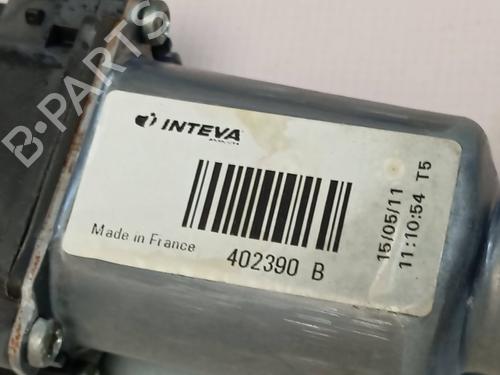 INTEVA
Made in France
402390 B
15/05/11
11:10:54 T5
B-PARTS